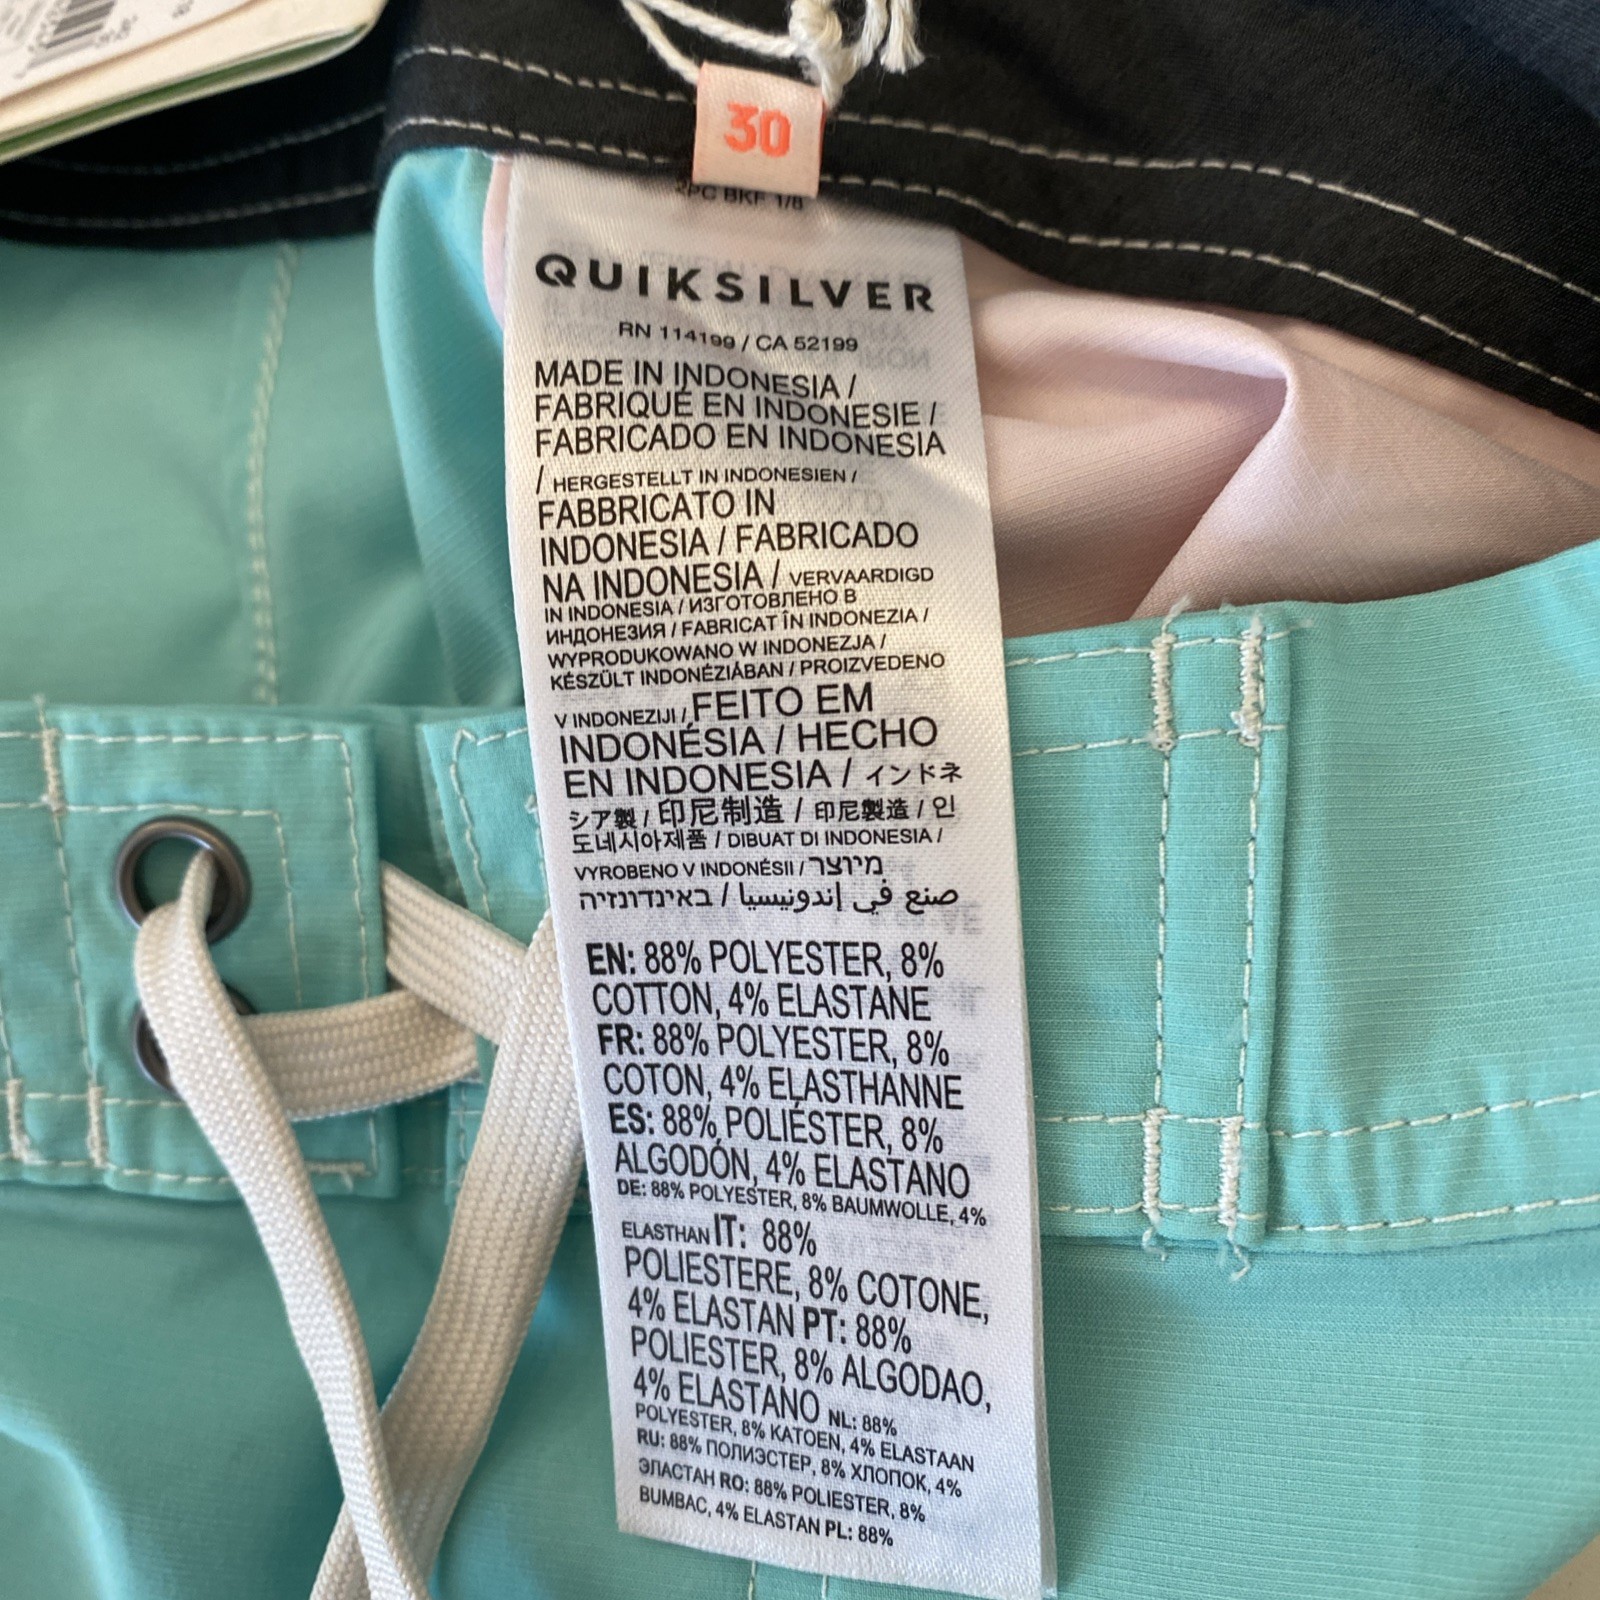 30
2PC BKF 1/8
QUIKSILVER
RN 114199 / CA 52199
MADE IN INDONESIA /
FABRIQUÉ EN INDONESIE /
FABRICADO EN INDONESIA
/ HERGESTELLT IN INDONESIEN /
FABBRICATO IN
INDONESIA / FABRICADO
NA INDONESIA / VERVAARDIGD
IN INDONESIA / ИЗГОТОВЛЕНО В
ИНДОНЕЗИЯ / FABRICAT ÎN INDONEZIA /
WYPRODUKOWANO W INDONEZJA /
KÉSZÜLT INDONÉZIÁBAN / PROIZVEDENO
V INDONEZIJI / FEITO EM
INDONÉSIA / HECHO
EN INDONESIA / インドネ
シア製 / 印尼制造 / 印尼製造 / 인
도네시아제품 / DIBUAT DI INDONESIA /
VYROBENO V INDONÉSII / מיוצר
באינדונזיה / صنع في إندونيسيا
EN: 88% POLYESTER, 8%
COTTON, 4% ELASTANE
FR: 88% POLYESTER, 8%
COTON, 4% ELASTHANNE
ES: 88% POLIÉSTER, 8%
ALGODÓN, 4% ELASTANO
DE: 88% POLYESTER, 8% BAUMWOLLE, 4%
ELASTHAN IT: 88%
POLIESTERE, 8% COTONE,
4% ELASTAN PT: 88%
POLIESTER, 8% ALGODAO,
4% ELASTANO NL: 88%
POLYESTER, 8% KATOEN, 4% ELASTAAN
RU: 88% ПОЛИЭСТЕР, 8% ХЛОПОК, 4%
ЭЛАСТАН RO: 88% POLIESTER, 8%
BUMBAC, 4% ELASTAN PL: 88%